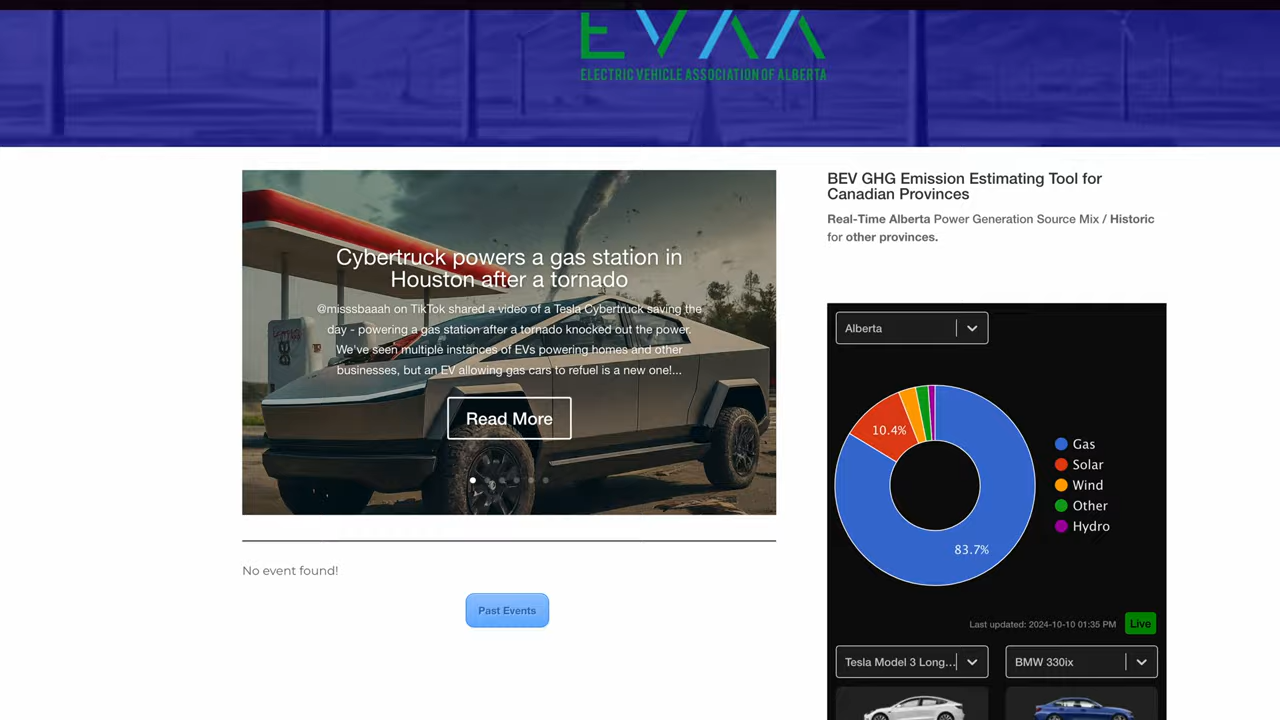 EVAA
ELECTRIC VEHICLE ASSOCIATION OF ALBERTA
Cybertruck powers a gas station in
Houston after a tornado
@misssbaaah on TikTok shared a video of a Tesla Cybertruck saving the
day - powering a gas station after a tornado knocked out the power.
We've seen multiple instances of EVs powering homes and other
businesses, but an EV allowing gas cars to refuel is a new one!...
Read More
No event found!
Past Events
BEV GHG Emission Estimating Tool for
Canadian Provinces
Real-Time Alberta Power Generation Source Mix / Historic
for other provinces.
Alberta
10.4%
83.7%
Gas
Solar
Wind
Other
Hydro
Last updated: 2024-10-10 01:35 PM
Live
Tesla Model 3 Long...
BMW 330ix